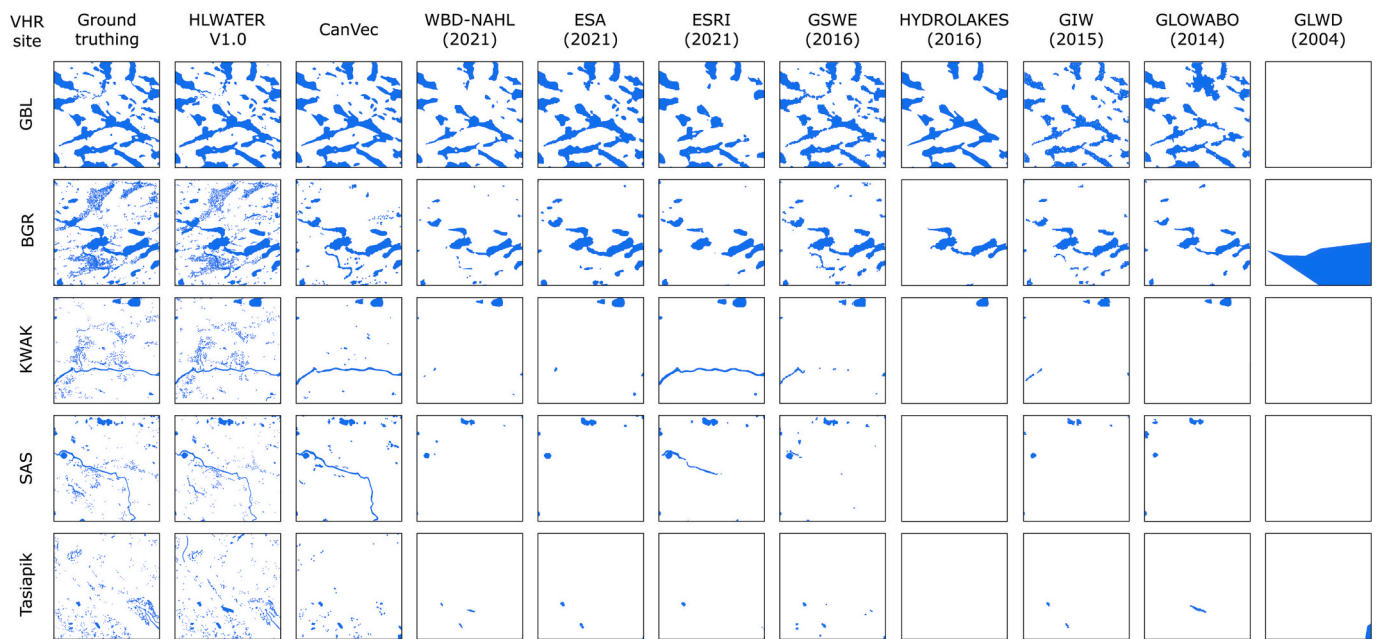 VHR site
Ground truthing
HLWATER V1.0
CanVec
WBD-NAHL (2021)
ESA (2021)
ESRI (2021)
GSWE (2016)
HYDROLAKES (2016)
GIW (2015)
GLOWABO (2014)
GLWD (2004)
GBL
BGR
KWAK
SAS
Tasiapik